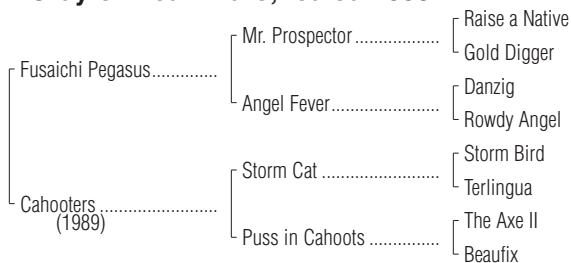 Raise a Native
Mr. Prospector
Gold Digger
Fusaichi Pegasus
Danzig
Angel Fever
Rowdy Angel
Storm Bird
Storm Cat
Terlingua
Cahooters
(1989)
The Axe II
Puss in Cahoots
Beaufix